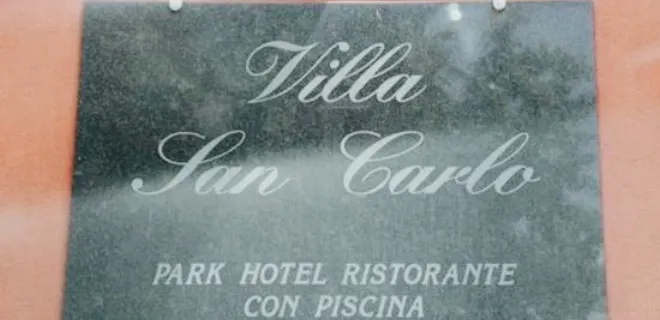 Villa
San Carlo
PARK HOTEL RISTORANTE
CON PISCINA